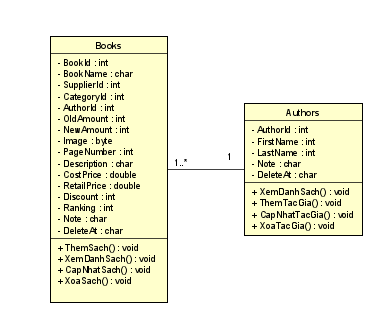 Books
- BookId : int
- BookName : char
- SupplierId : int
- CategoryId : int
- AuthorId : int
- OldAmount : int
- NewAmount : int
- Image : byte
- PageNumber : int
- Description : char
- CostPrice : double
- RetailPrice : double
- Discount : int
- Ranking : int
- Note : char
- DeleteAt : char
+ ThemSach() : void
+ XemDanhSach() : void
+ CapNhatSach() : void
+ XoaSach() : void
1..*
1
Authors
- AuthorId : int
- FirstName : int
- LastName : int
- Note : char
- DeleteAt : char
+ XemDanhSach() : void
+ ThemTacGia() : void
+ CapNhatTacGia() : void
+ XoaTacGia() : void